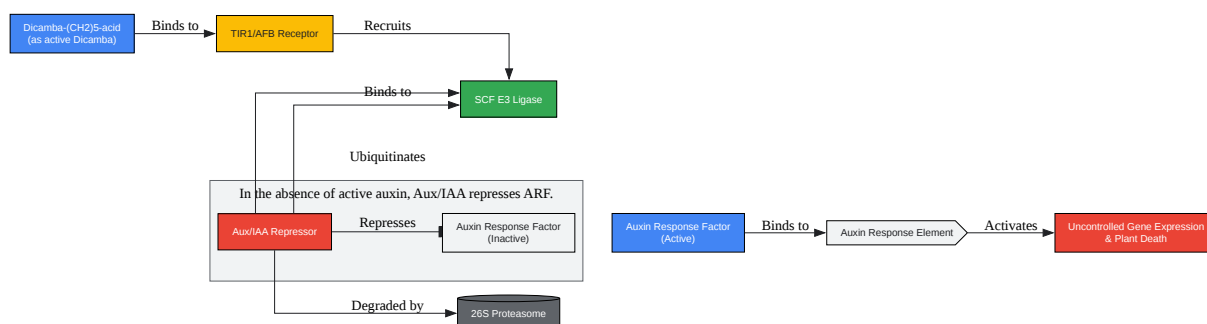 Dicamba-(CH2)5-acid
(as active Dicamba)
Binds to
TIR1/AFB Receptor
Recruits
Binds to
SCF E3 Ligase
Ubiquitinates
In the absence of active auxin, Aux/IAA represses ARF.
Aux/IAA Repressor
Represses
Auxin Response Factor
(Inactive)
Auxin Response Factor
(Active)
Binds to
Auxin Response Element
Activates
Uncontrolled Gene Expression
& Plant Death
Degraded by
26S Proteasome